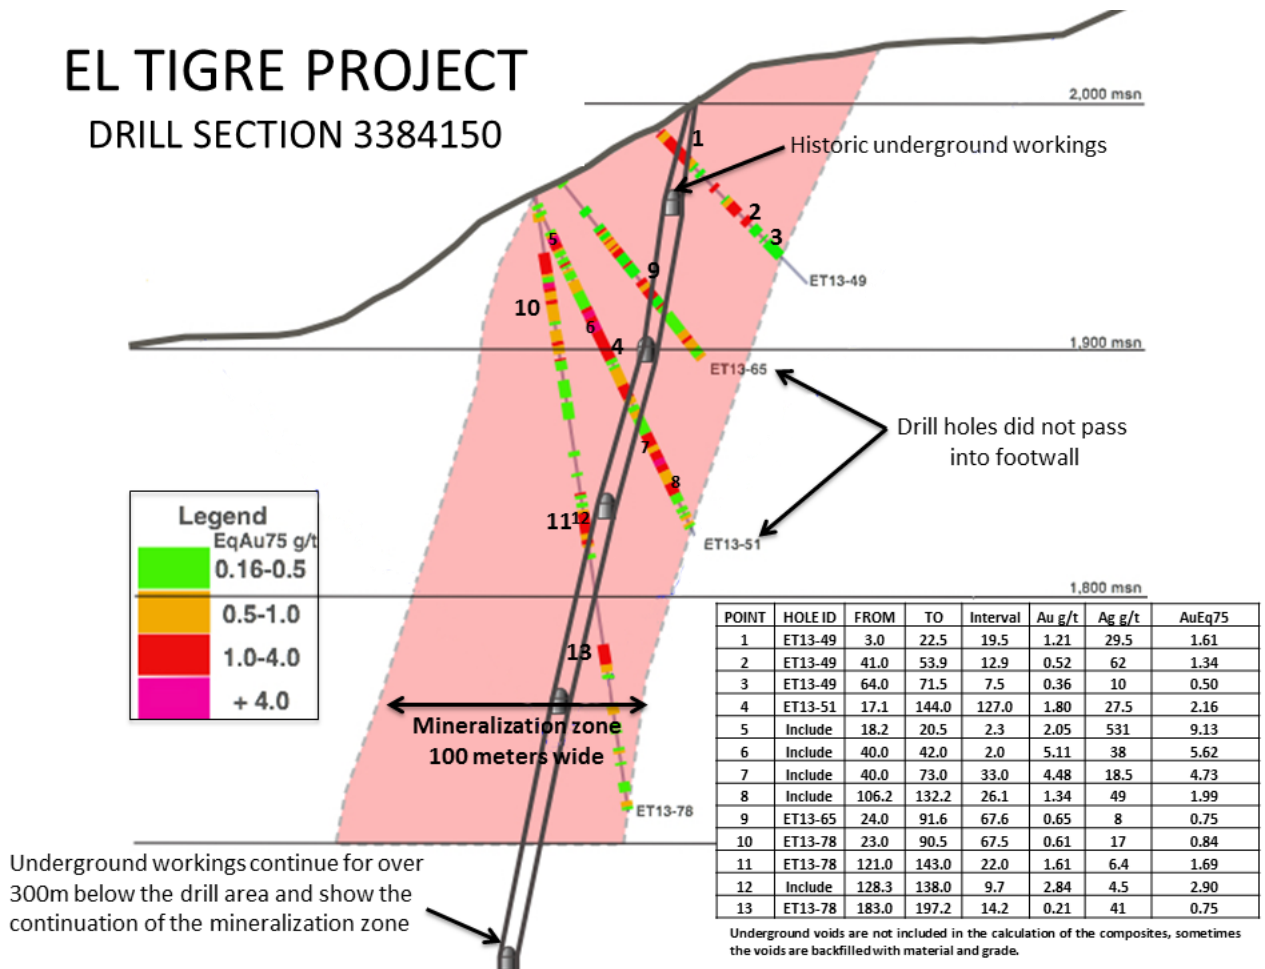 EL TIGRE PROJECT
DRILL SECTION 3384150
2,000 msn
1
Historic underground workings
2
3
5
9
ET13-49
10
6
4
1,900 msn
ET13-65
Drill holes did not pass
into footwall
7
8
11
12
ET13-51
Legend
EqAu75 g/t
0.16-0.5
0.5-1.0
1.0-4.0
+ 4.0
1,800 msn
13
Mineralization zone
100 meters wide
ET13-78
POINT HOLE ID FROM TO Interval Au g/t Ag g/t AuEq75
1 ET13-49 3.0 22.5 19.5 1.21 29.5 1.61
2 ET13-49 41.0 53.9 12.9 0.52 62 1.34
3 ET13-49 64.0 71.5 7.5 0.36 10 0.50
4 ET13-51 17.1 144.0 127.0 1.80 27.5 2.16
5 Include 18.2 20.5 2.3 2.05 531 9.13
6 Include 40.0 42.0 2.0 5.11 38 5.62
7 Include 40.0 73.0 33.0 4.48 18.5 4.73
8 Include 106.2 132.2 26.1 1.34 49 1.99
9 ET13-65 24.0 91.6 67.6 0.65 8 0.75
10 ET13-78 23.0 90.5 67.5 0.61 17 0.84
11 ET13-78 121.0 143.0 22.0 1.61 6.4 1.69
12 Include 128.3 138.0 9.7 2.84 4.5 2.90
13 ET13-78 183.0 197.2 14.2 0.21 41 0.75
Underground voids are not included in the calculation of the composites, sometimes
the voids are backfilled with material and grade.
Underground workings continue for over
300m below the drill area and show the
continuation of the mineralization zone